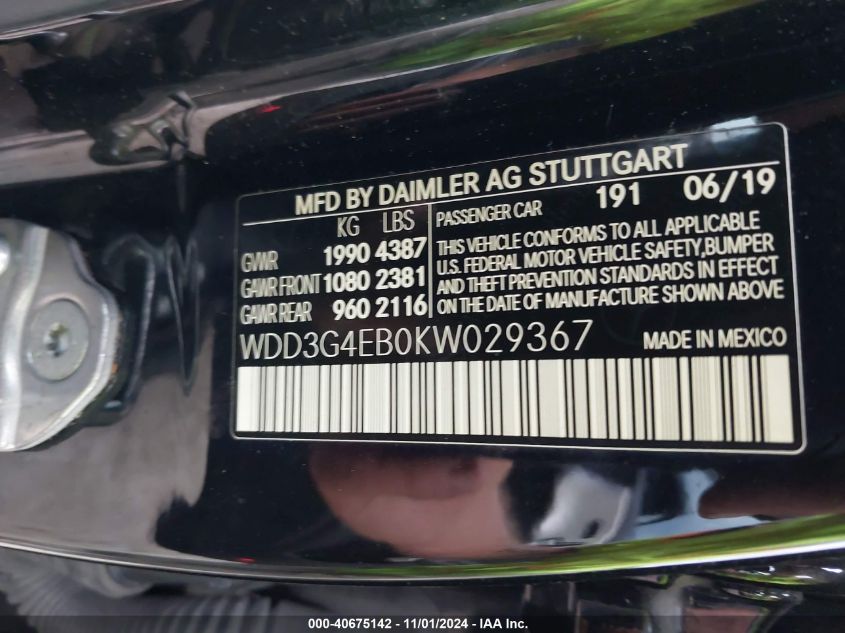 MFD BY DAIMLER AG STUTTGART
KG LBS
GVWR 1990 4387
GAWR FRONT 1080 2381
GAWR REAR 960 2116
PASSENGER CAR 191 06/19
THIS VEHICLE CONFORMS TO ALL APPLICABLE
U.S. FEDERAL MOTOR VEHICLE SAFETY,BUMPER
AND THEFT PREVENTION STANDARDS IN EFFECT
ON THE DATE OF MANUFACTURE SHOWN ABOVE
WDD3G4EB0KW029367 MADE IN MEXICO
000-40675142 - 11/01/2024 - IAA Inc.